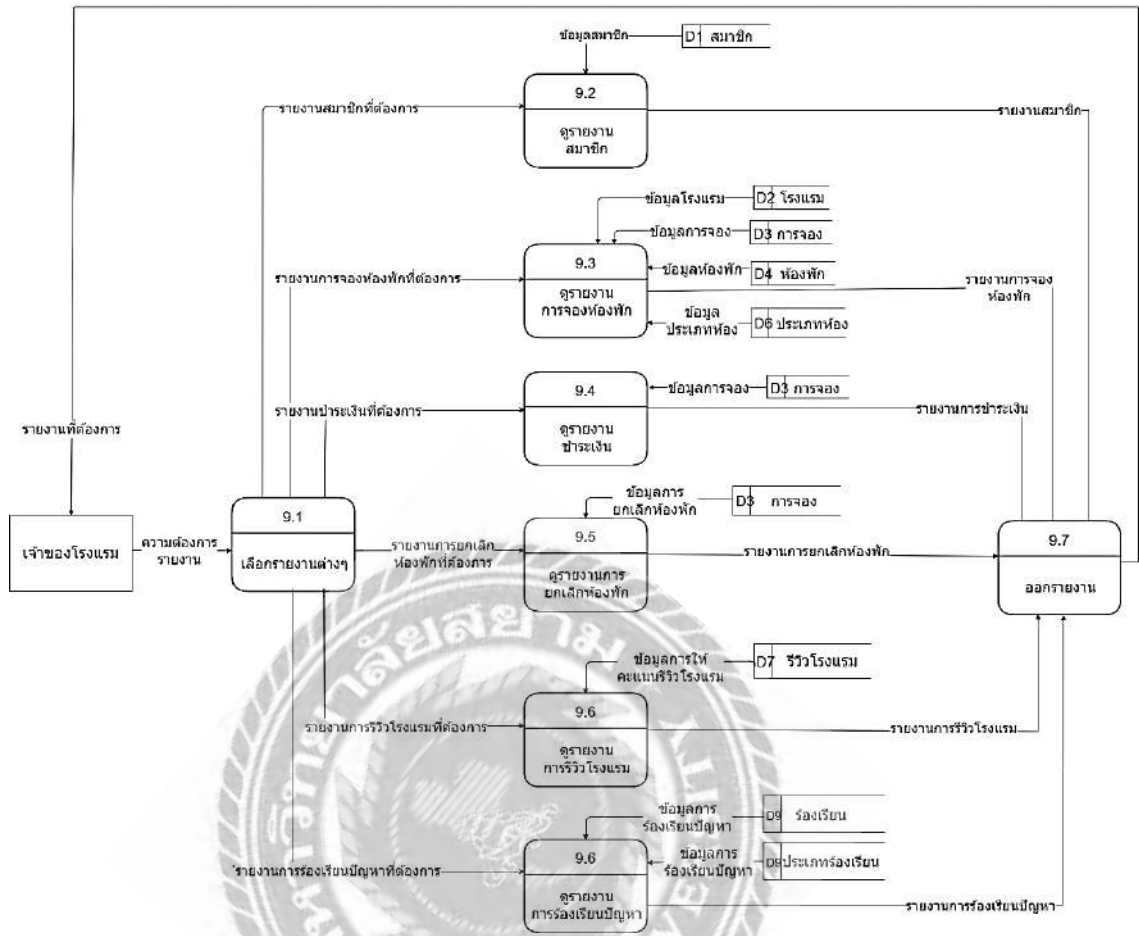 ข้อมูลสมาชิก
D1 สมาชิก
9.2
ดูรายงาน
สมาชิก
รายงานสมาชิกที่ต้องการ
รายงานสมาชิก
ข้อมูลโรงแรม
D2 โรงแรม
ข้อมูลการจอง
D3 การจอง
9.3
ดูรายงาน
การจองห้องพัก
รายงานการจองห้องพักที่ต้องการ
ข้อมูลห้องพัก
D4 ห้องพัก
รายงานการจอง
ห้องพัก
ข้อมูล
ประเภทห้อง
D6 ประเภทห้อง
9.4
ดูรายงาน
ชำระเงิน
ข้อมูลการจอง
D3 การจอง
รายงานชำระเงินที่ต้องการ
รายงานการชำระเงิน
รายงานที่ต้องการ
เจ้าของโรงแรม
ความต้องการ
รายงาน
9.1
เลือกรายงานต่างๆ
รายงานการยกเลิก
ห้องพักที่ต้องการ
ข้อมูลการ
ยกเลิกห้องพัก
D3 การจอง
9.5
ดูรายงานการ
ยกเลิกห้องพัก
รายงานการยกเลิกห้องพัก
9.7
ออกรายงาน
ข้อมูลการให้
คะแนนรีวิวโรงแรม
D7 รีวิวโรงแรม
9.6
ดูรายงาน
การรีวิวโรงแรม
รายงานการรีวิวโรงแรมที่ต้องการ
รายงานการรีวิวโรงแรม
ข้อมูลการ
ร้องเรียนปัญหา
D9 ร้องเรียน
ข้อมูลการ
ร้องเรียนปัญหา
D9 ประเภทร้องเรียน
9.6
ดูรายงาน
การร้องเรียนปัญหา
รายงานการร้องเรียนปัญหาที่ต้องการ
รายงานการร้องเรียนปัญหา